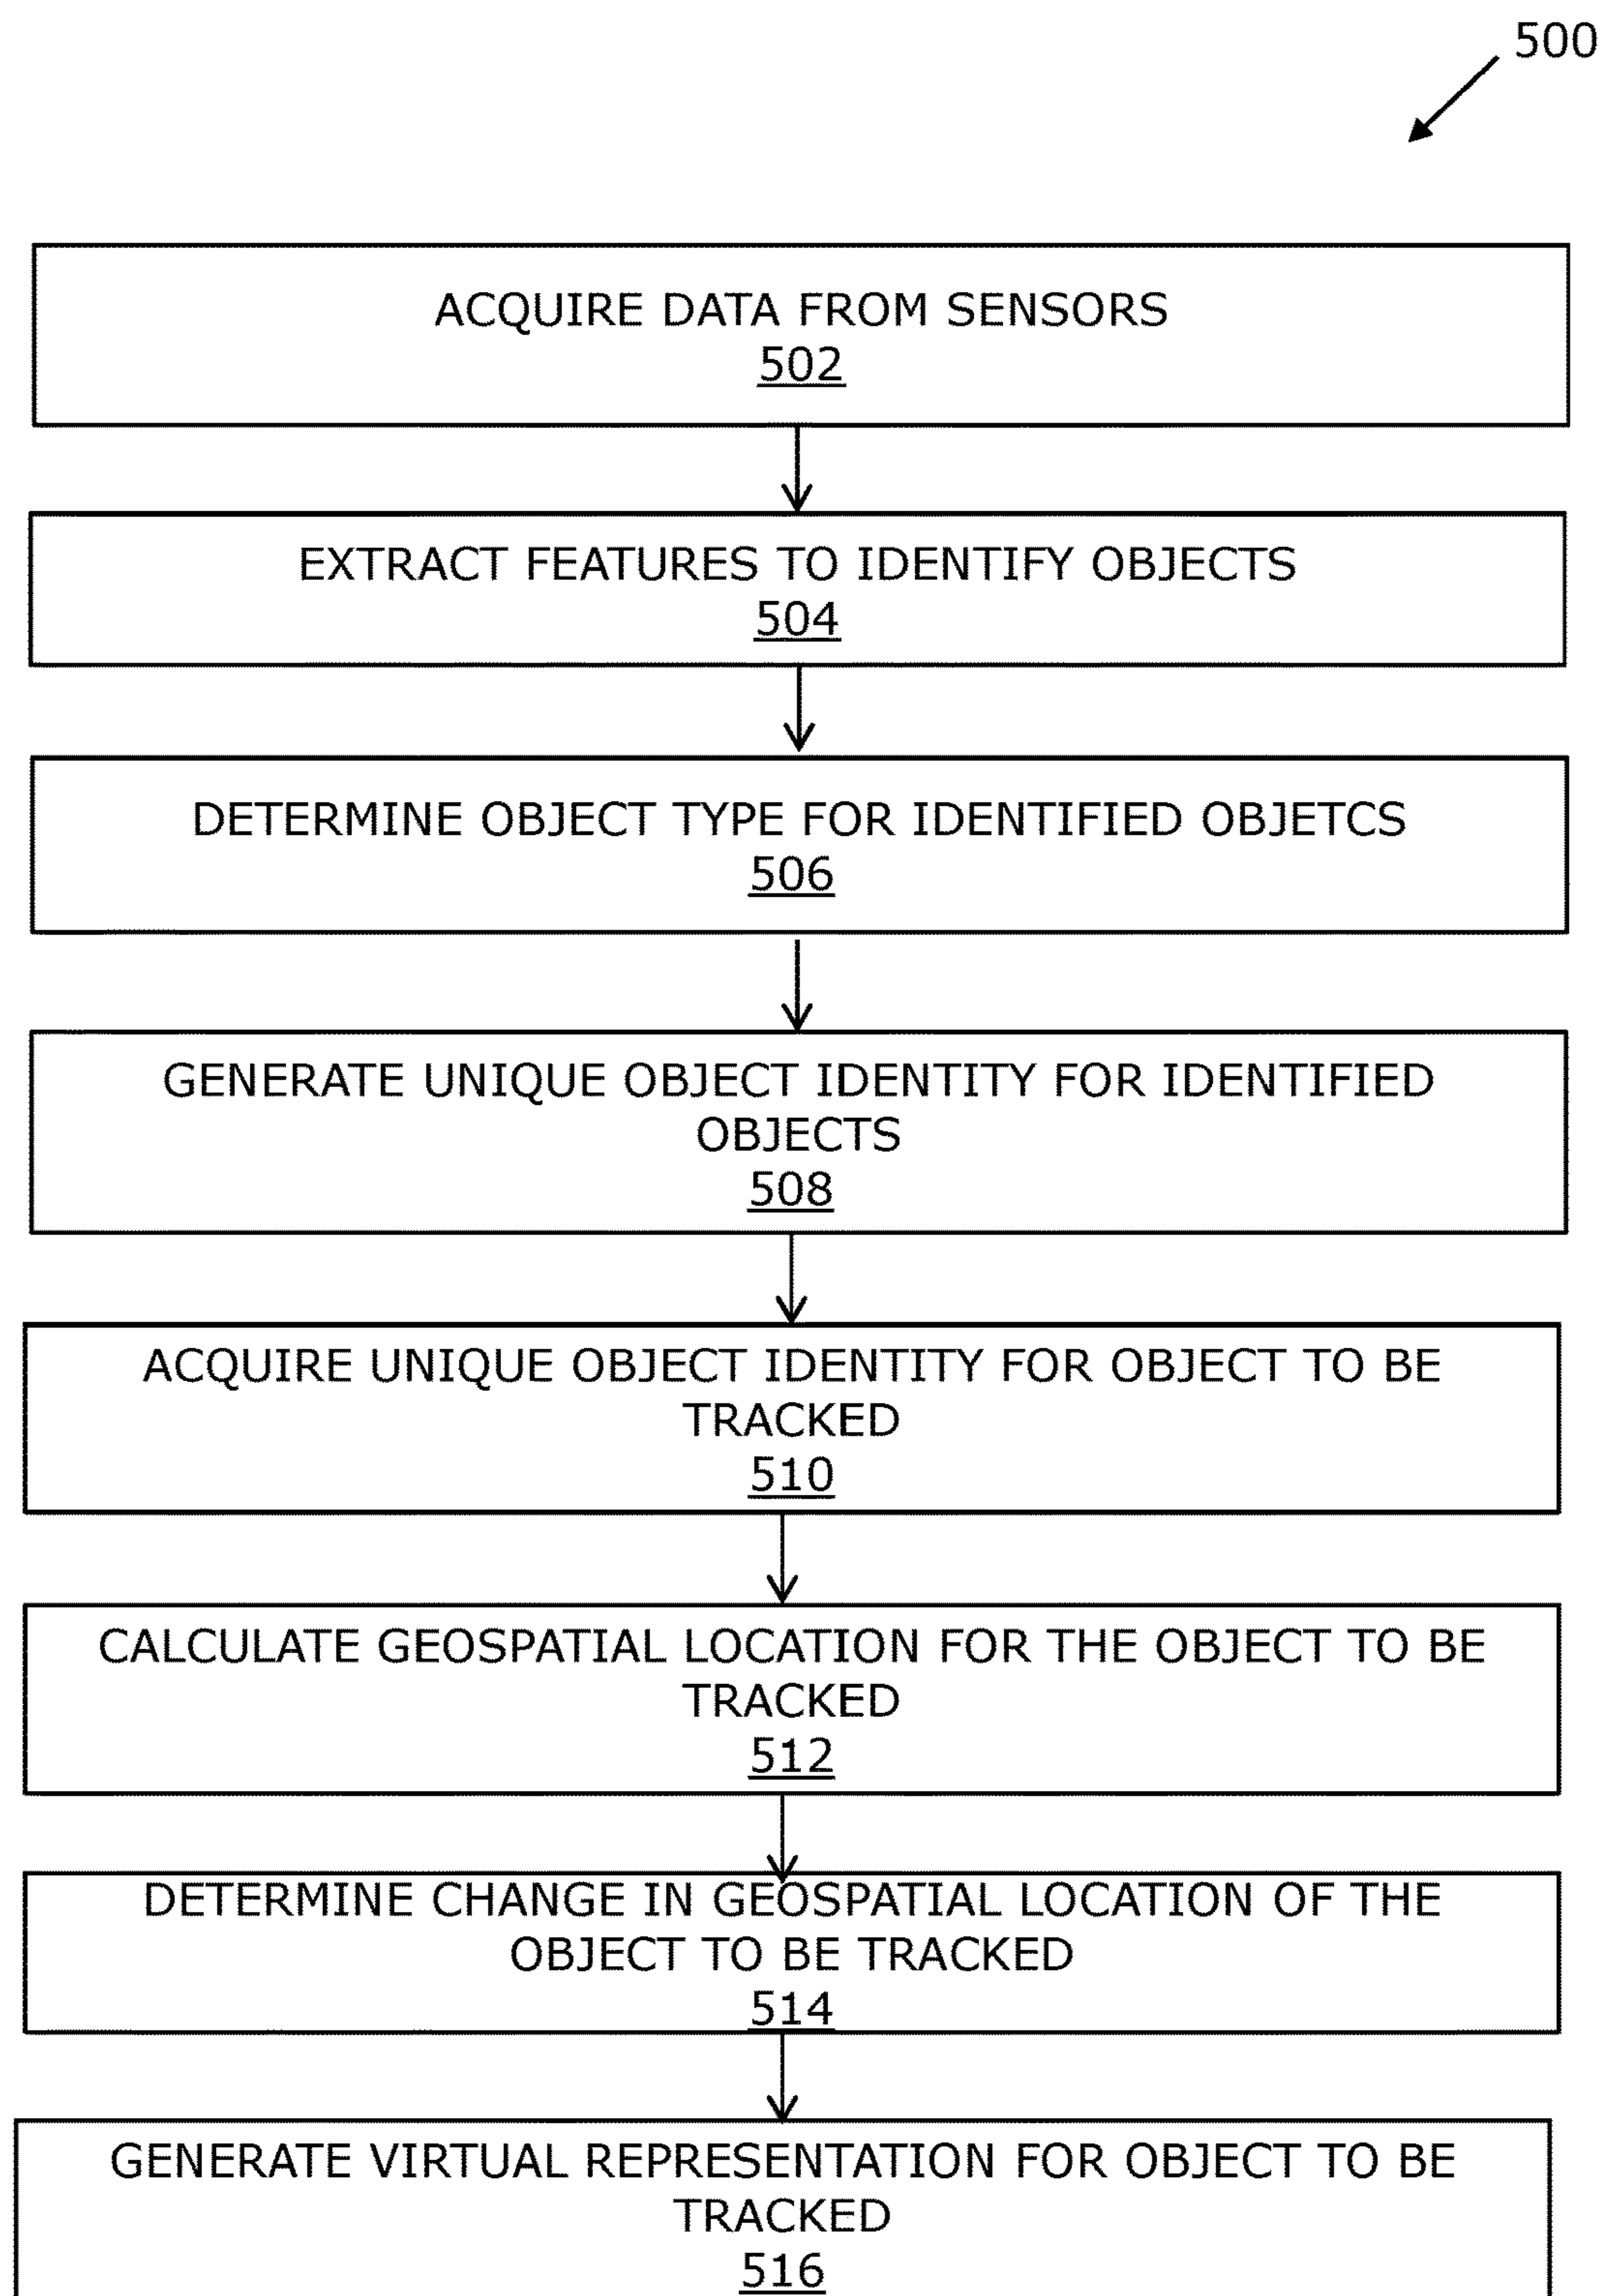 500
ACQUIRE DATA FROM SENSORS
502
EXTRACT FEATURES TO IDENTIFY OBJECTS
504
DETERMINE OBJECT TYPE FOR IDENTIFIED OBJETCS
506
GENERATE UNIQUE OBJECT IDENTITY FOR IDENTIFIED
OBJECTS
508
ACQUIRE UNIQUE OBJECT IDENTITY FOR OBJECT TO BE
TRACKED
510
CALCULATE GEOSPATIAL LOCATION FOR THE OBJECT TO BE
TRACKED
512
DETERMINE CHANGE IN GEOSPATIAL LOCATION OF THE
OBJECT TO BE TRACKED
514
GENERATE VIRTUAL REPRESENTATION FOR OBJECT TO BE
TRACKED
516